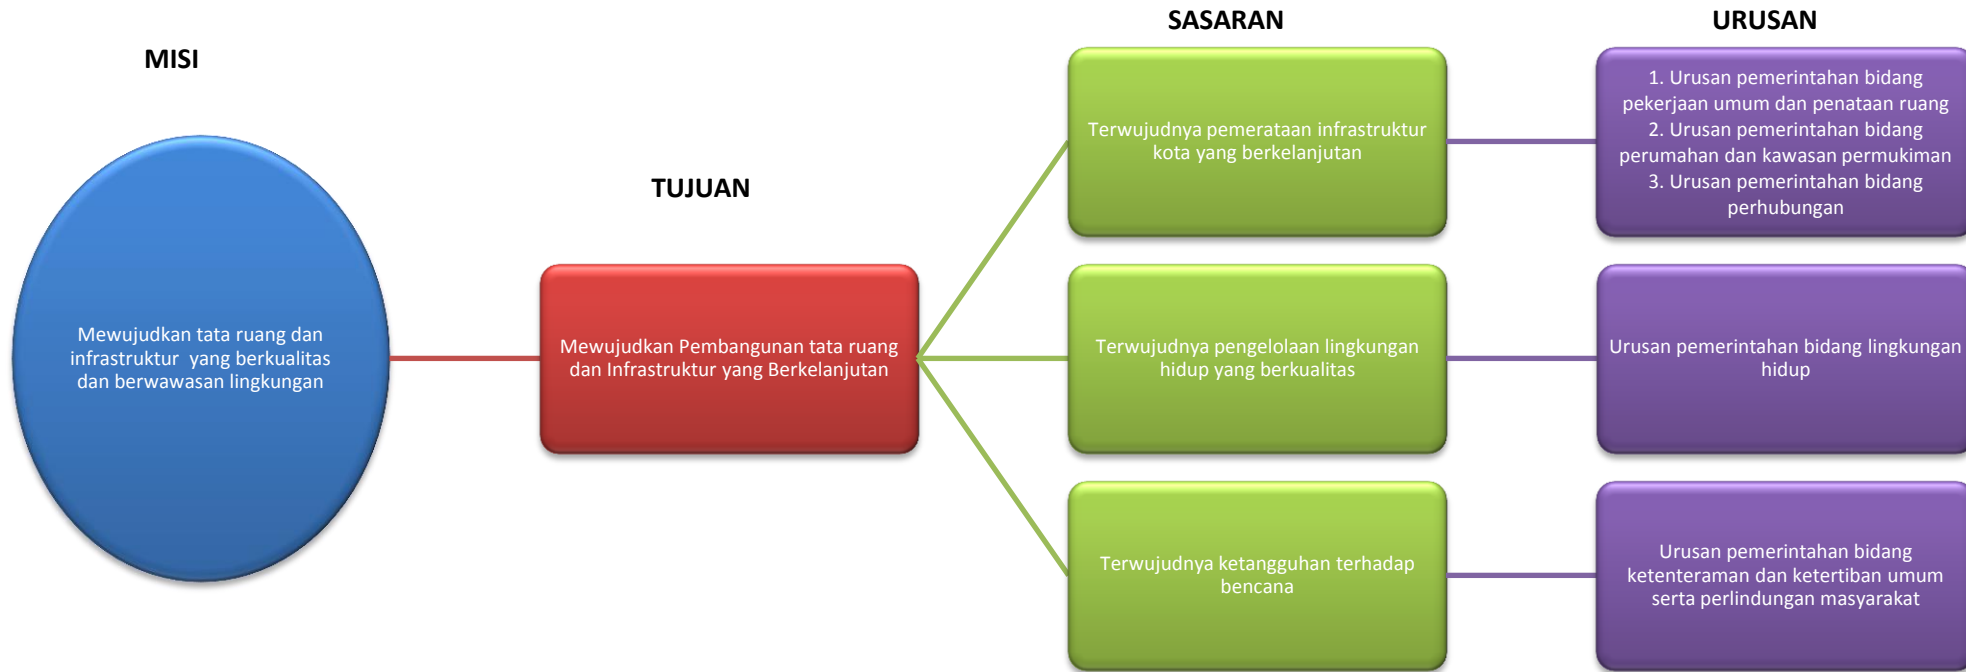 MISI
Mewujudkan tata ruang dan
infrastruktur  yang berkualitas
dan berwawasan lingkungan
TUJUAN
Mewujudkan Pembangunan tata ruang
dan Infrastruktur yang Berkelanjutan
SASARAN
Terwujudnya pemerataan infrastruktur
kota yang berkelanjutan
Terwujudnya pengelolaan lingkungan
hidup yang berkualitas
Terwujudnya ketangguhan terhadap
bencana
URUSAN
1. Urusan pemerintahan bidang
pekerjaan umum dan penataan ruang
2. Urusan pemerintahan bidang
perumahan dan kawasan permukiman
3. Urusan pemerintahan bidang
perhubungan
Urusan pemerintahan bidang lingkungan
hidup
Urusan pemerintahan bidang
ketenteraman dan ketertiban umum
serta perlindungan masyarakat